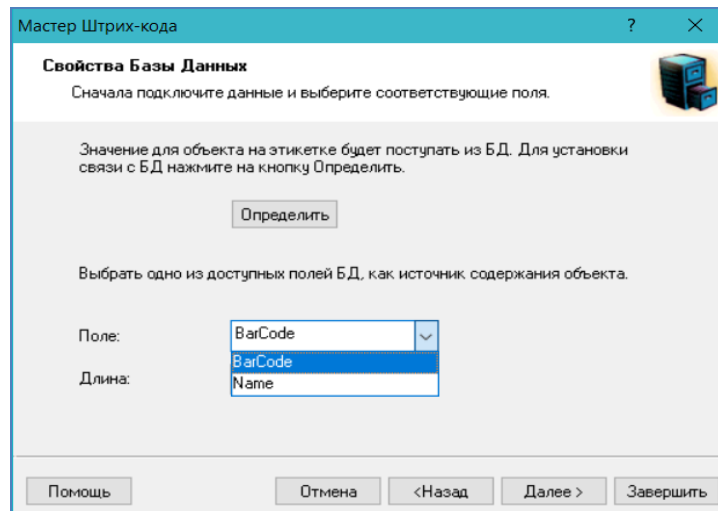 Мастер Штрих-кода
?
Свойства Базы Данных
Сначала подключите данные и выберите соответствующие поля.
Значение для объекта на этикетке будет поступать из БД. Для установки
связи с БД нажмите на кнопку Определить.
Определить
Выбрать одно из доступных полей БД, как источник содержания объекта.
Поле: BarCode
BarCode
Длина: Name
Помощь Отмена <Назад Далее > Завершить